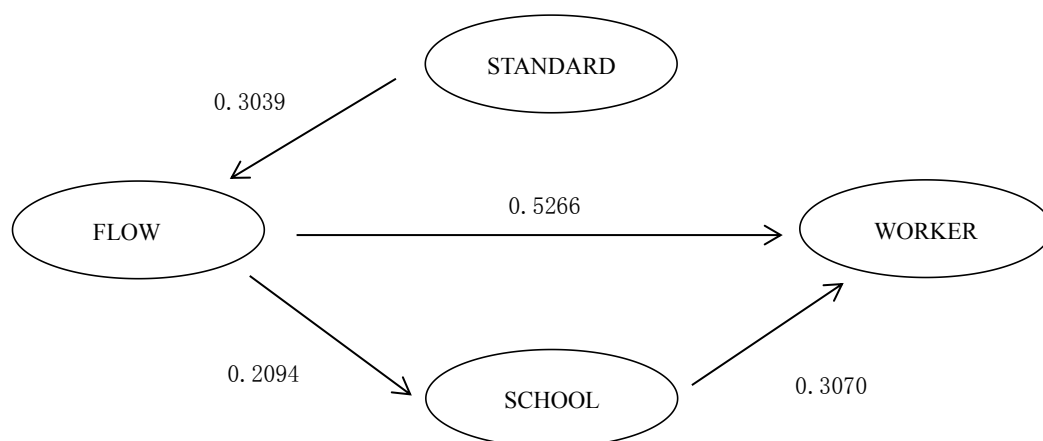 STANDARD
0.3039
0.5266
FLOW
WORKER
0.2094
SCHOOL
0.3070